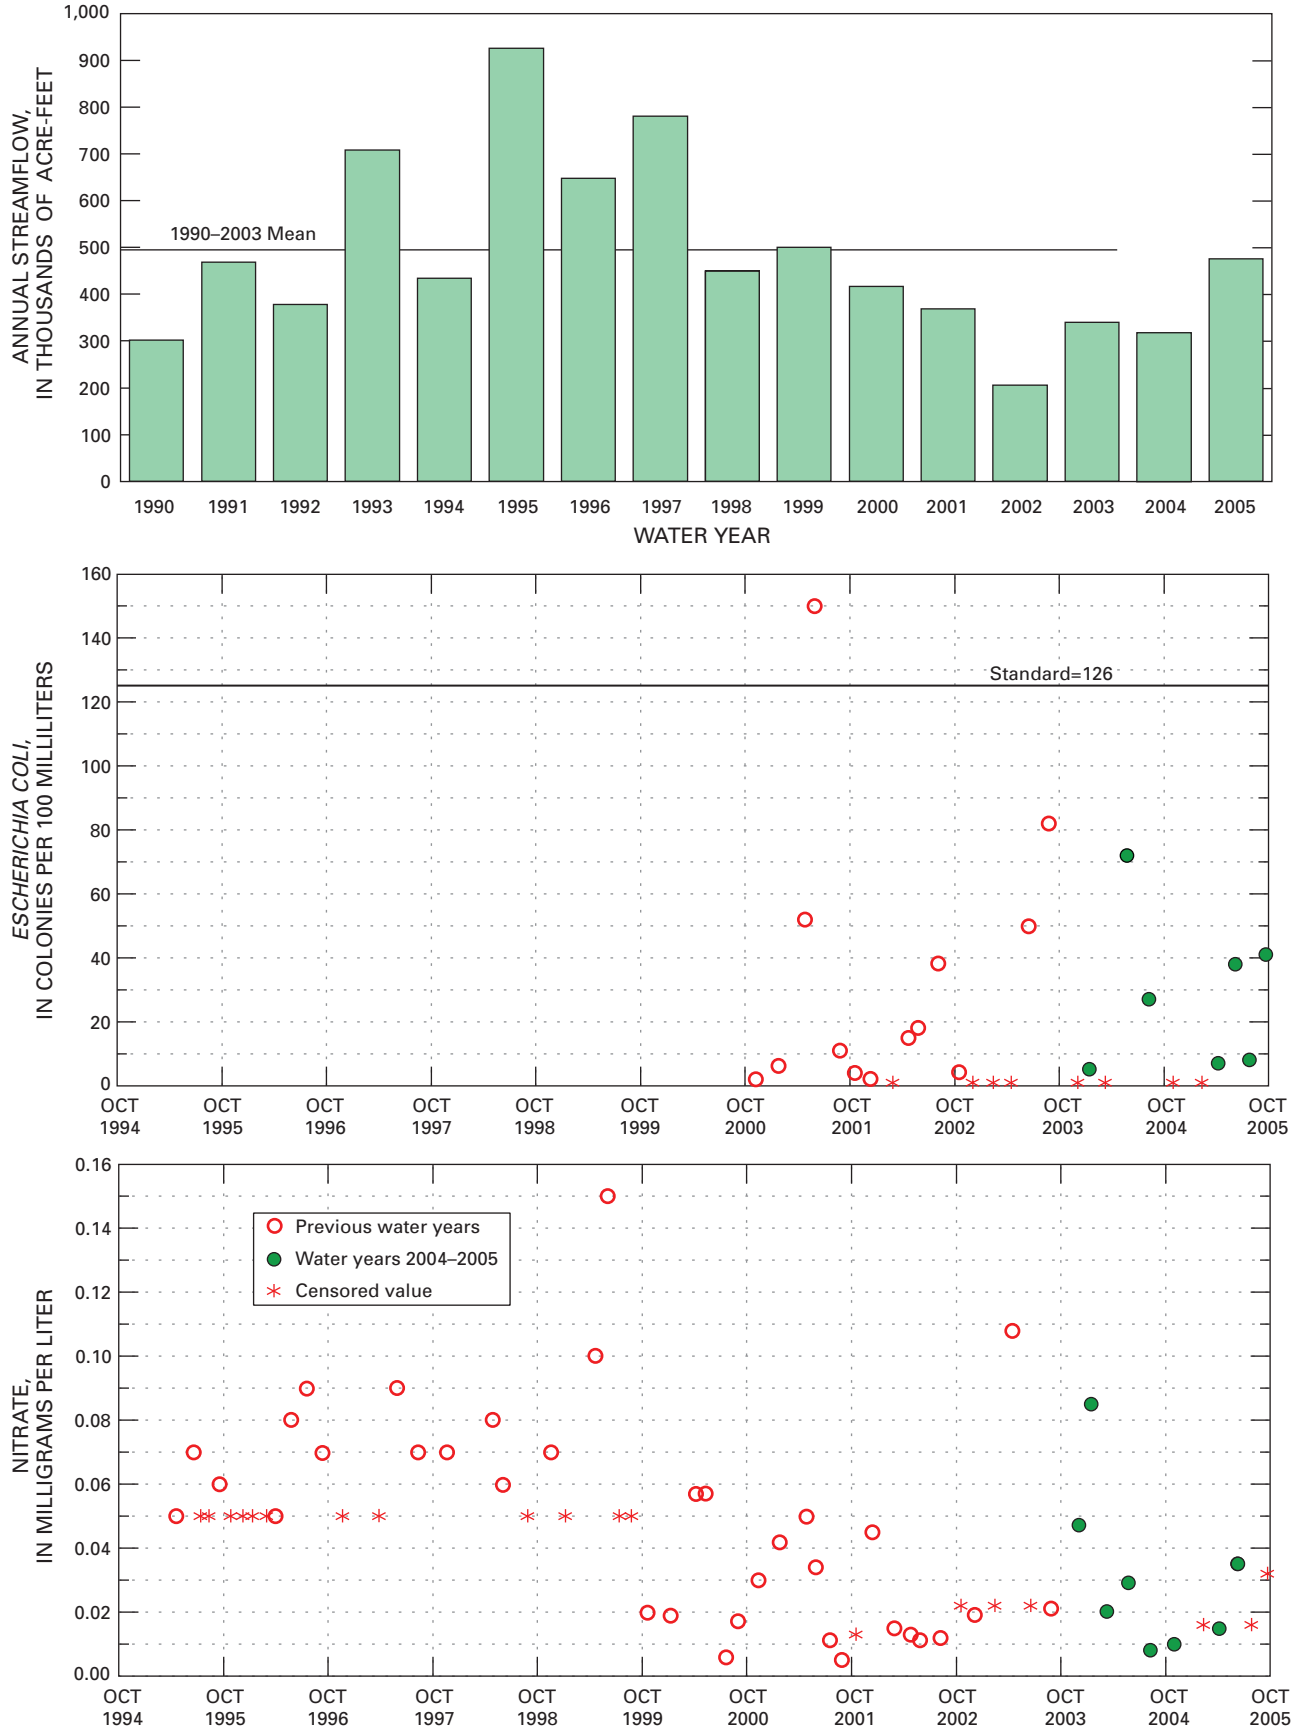 1,000
900
800
700
600
500
400
300
200
100
0
ANNUAL STREAMFLOW,
IN THOUSANDS OF ACRE-FEET
1990–2003 Mean
1990 1991 1992 1993 1994 1995 1996 1997 1998 1999 2000 2001 2002 2003 2004 2005
WATER YEAR
160
140
120
100
80
60
40
20
0
ESCHERICHIA COLI,
IN COLONIES PER 100 MILLILITERS
Standard=126
OCT OCT OCT OCT OCT OCT OCT OCT OCT OCT OCT OCT
1994 1995 1996 1997 1998 1999 2000 2001 2002 2003 2004 2005
0.16
0.14
0.12
0.10
0.08
0.06
0.04
0.02
0.00
NITRATE,
IN MILLIGRAMS PER LITER
Previous water years
Water years 2004–2005
Censored value
OCT OCT OCT OCT OCT OCT OCT OCT OCT OCT OCT OCT
1994 1995 1996 1997 1998 1999 2000 2001 2002 2003 2004 2005